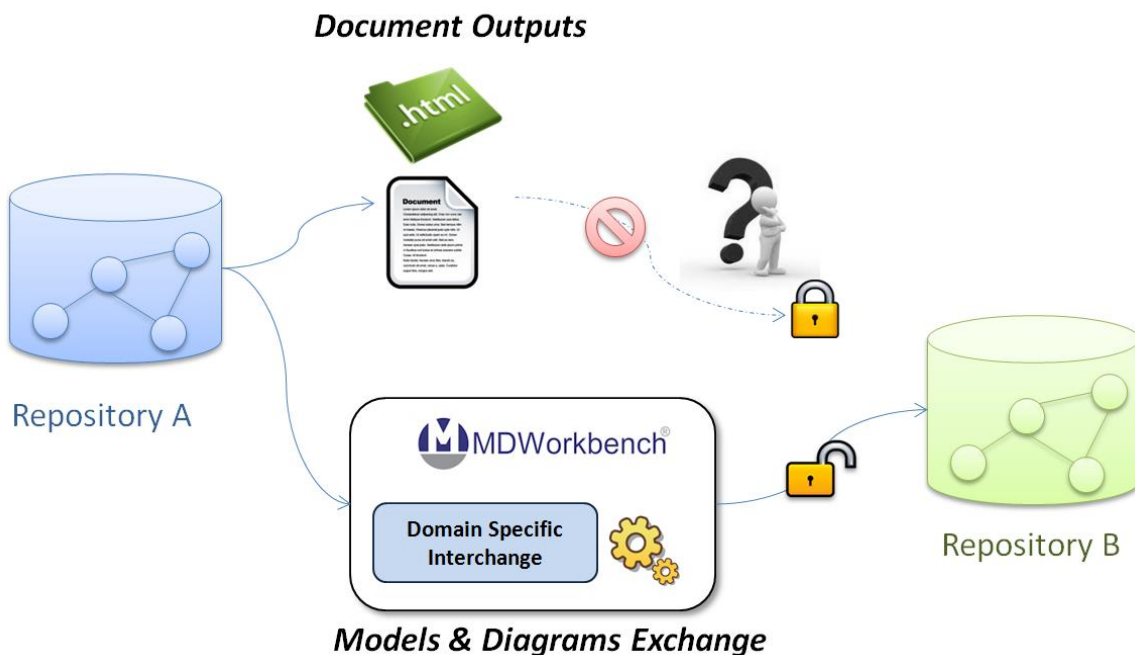 Document Outputs
.html
Document
Repository A
MDWorkbench®
Domain Specific
Interchange
Repository B
Models & Diagrams Exchange